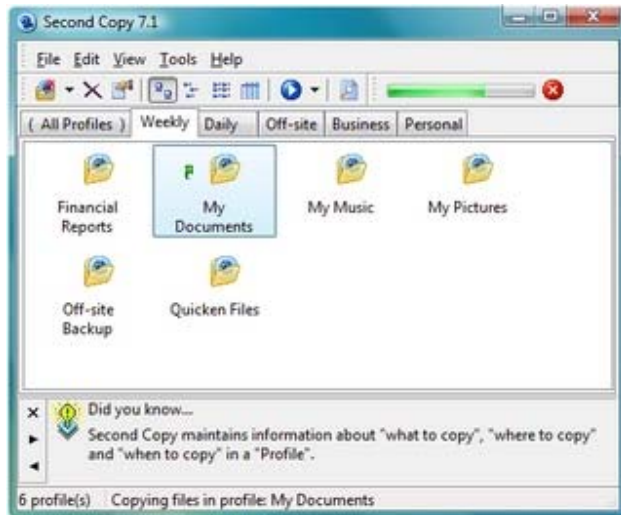 Second Copy 7.1
File Edit View Tools Help
( All Profiles ) Weekly Daily Off-site Business Personal
Financial Reports
My Documents
My Music
My Pictures
Off-site Backup
Quicken Files
Did you know...
Second Copy maintains information about "what to copy", "where to copy"
and "when to copy" in a "Profile".
6 profile(s) Copying files in profile: My Documents